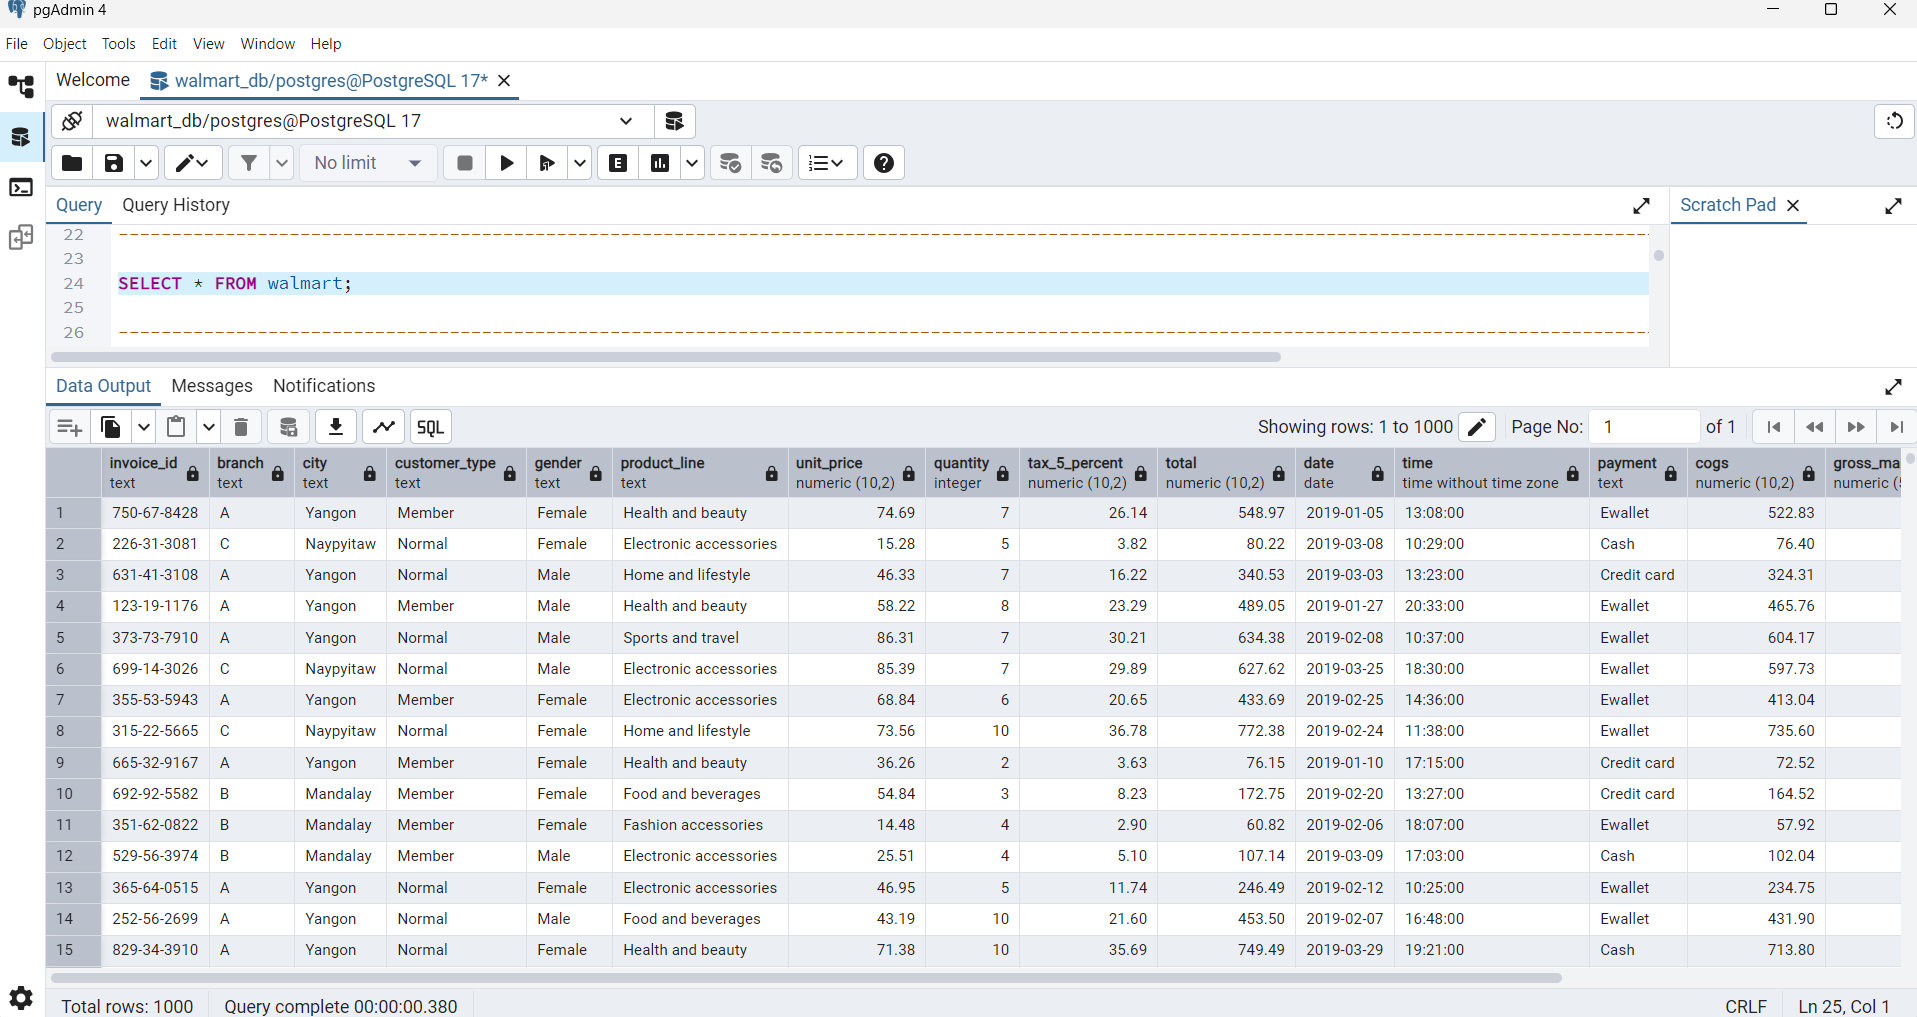 pgAdmin 4
File Object Tools Edit View Window Help
Welcome walmart_db/postgres@PostgreSQL 17*
walmart_db/postgres@PostgreSQL 17
No limit E
Query Query History Scratch Pad
22 --------------------------------------------------------------------------------
23
24 SELECT * FROM walmart;
25
26 --------------------------------------------------------------------------------
Data Output Messages Notifications
SQL Showing rows: 1 to 1000 Page No: 1 of 1
invoice_id branch city customer_type gender product_line unit_price quantity tax_5_percent total date time payment cogs gross_ma
text text text text text text numeric (10,2) integer numeric (10,2) numeric (10,2) date time without time zone text numeric (10,2) numeric (
1 750-67-8428 A Yangon Member Female Health and beauty 74.69 7 26.14 548.97 2019-01-05 13:08:00 Ewallet 522.83
2 226-31-3081 C Naypyitaw Normal Female Electronic accessories 15.28 5 3.82 80.22 2019-03-08 10:29:00 Cash 76.40
3 631-41-3108 A Yangon Normal Male Home and lifestyle 46.33 7 16.22 340.53 2019-03-03 13:23:00 Credit card 324.31
4 123-19-1176 A Yangon Member Male Health and beauty 58.22 8 23.29 489.05 2019-01-27 20:33:00 Ewallet 465.76
5 373-73-7910 A Yangon Normal Male Sports and travel 86.31 7 30.21 634.38 2019-02-08 10:37:00 Ewallet 604.17
6 699-14-3026 C Naypyitaw Normal Male Electronic accessories 85.39 7 29.89 627.62 2019-03-25 18:30:00 Ewallet 597.73
7 355-53-5943 A Yangon Member Female Electronic accessories 68.84 6 20.65 433.69 2019-02-25 14:36:00 Ewallet 413.04
8 315-22-5665 C Naypyitaw Normal Female Home and lifestyle 73.56 10 36.78 772.38 2019-02-24 11:38:00 Ewallet 735.60
9 665-32-9167 A Yangon Member Female Health and beauty 36.26 2 3.63 76.15 2019-01-10 17:15:00 Credit card 72.52
10 692-92-5582 B Mandalay Member Female Food and beverages 54.84 3 8.23 172.75 2019-02-20 13:27:00 Credit card 164.52
11 351-62-0822 B Mandalay Member Female Fashion accessories 14.48 4 2.90 60.82 2019-02-06 18:07:00 Ewallet 57.92
12 529-56-3974 B Mandalay Member Male Electronic accessories 25.51 4 5.10 107.14 2019-03-09 17:03:00 Cash 102.04
13 365-64-0515 A Yangon Normal Female Electronic accessories 46.95 5 11.74 246.49 2019-02-12 10:25:00 Ewallet 234.75
14 252-56-2699 A Yangon Normal Male Food and beverages 43.19 10 21.60 453.50 2019-02-07 16:48:00 Ewallet 431.90
15 829-34-3910 A Yangon Normal Female Health and beauty 71.38 10 35.69 749.49 2019-03-29 19:21:00 Cash 713.80
Total rows: 1000 Query complete 00:00:00.380 CRLF Ln 25, Col 1